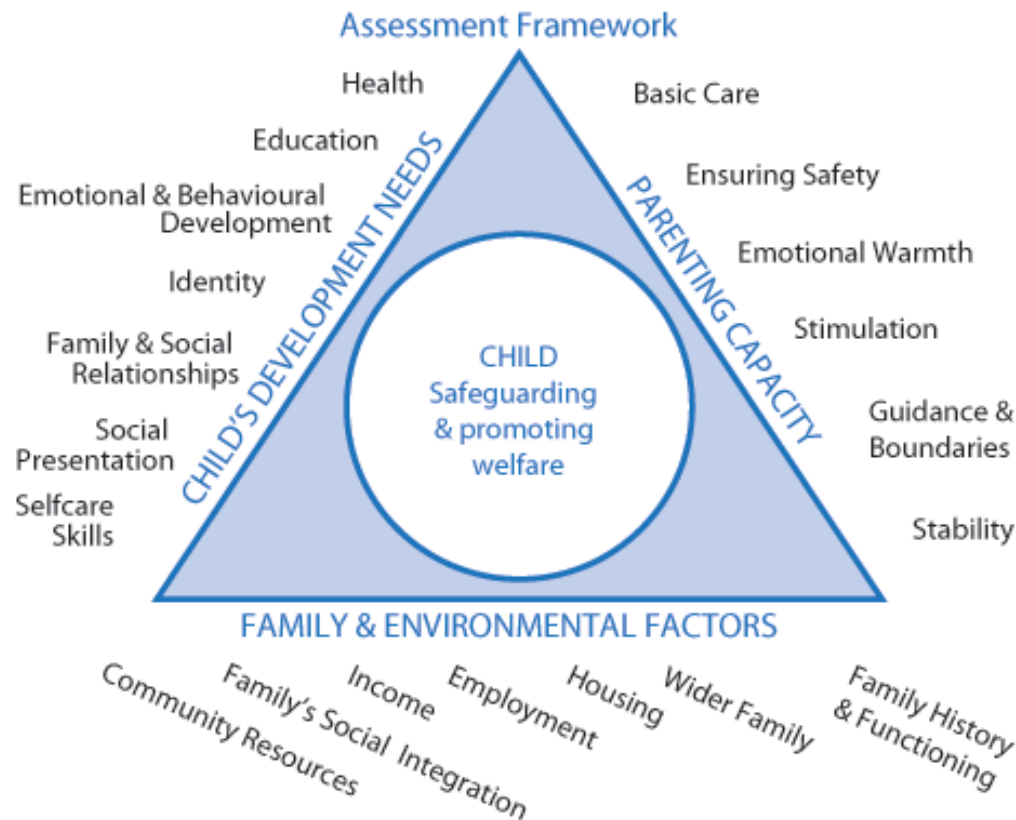 Assessment Framework
Health
Education
Emotional & Behavioural
Development
Identity
Family & Social
Relationships
Social
Presentation
Selfcare
Skills
CHILD'S DEVELOPMENT NEEDS
CHILD
Safeguarding
& promoting
welfare
PARENTING CAPACITY
Basic Care
Ensuring Safety
Emotional Warmth
Stimulation
Guidance &
Boundaries
Stability
FAMILY & ENVIRONMENTAL FACTORS
Community Resources
Family's Social Integration
Income
Employment
Housing
Wider Family
Family History
& Functioning